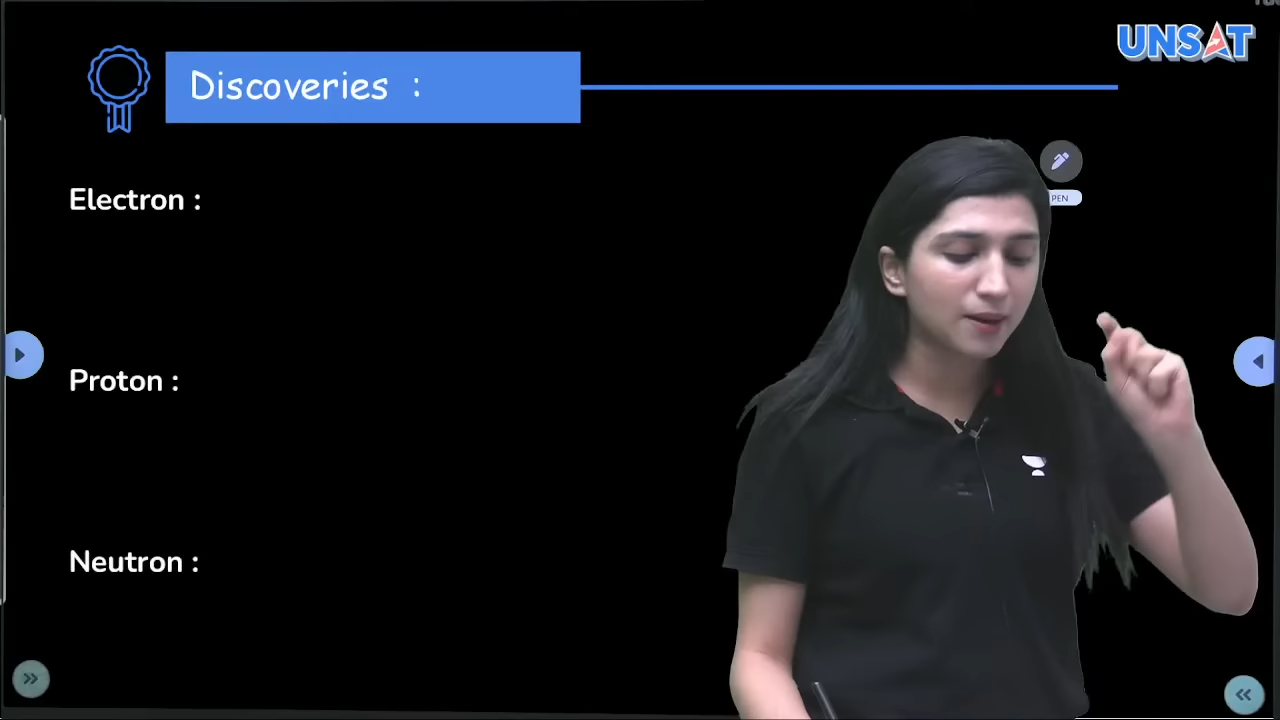 UNSAT
Discoveries :
Electron :
PEN
Proton :
Neutron :